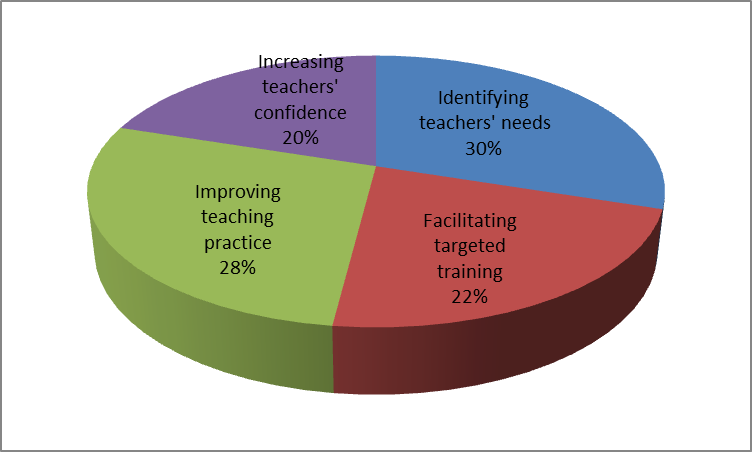 Increasing
teachers'
confidence
20%
Identifying
teachers' needs
30%
Improving
teaching
practice
28%
Facilitating
targeted
training
22%